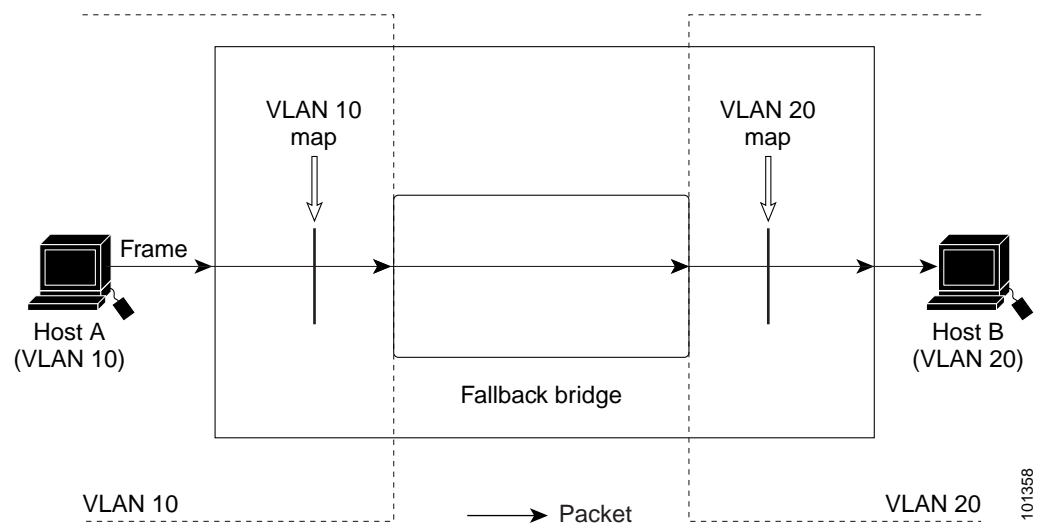 VLAN 10
map
VLAN 20
map
Frame
Host A
(VLAN 10)
Host B
(VLAN 20)
Fallback bridge
VLAN 10
VLAN 20
Packet
101358